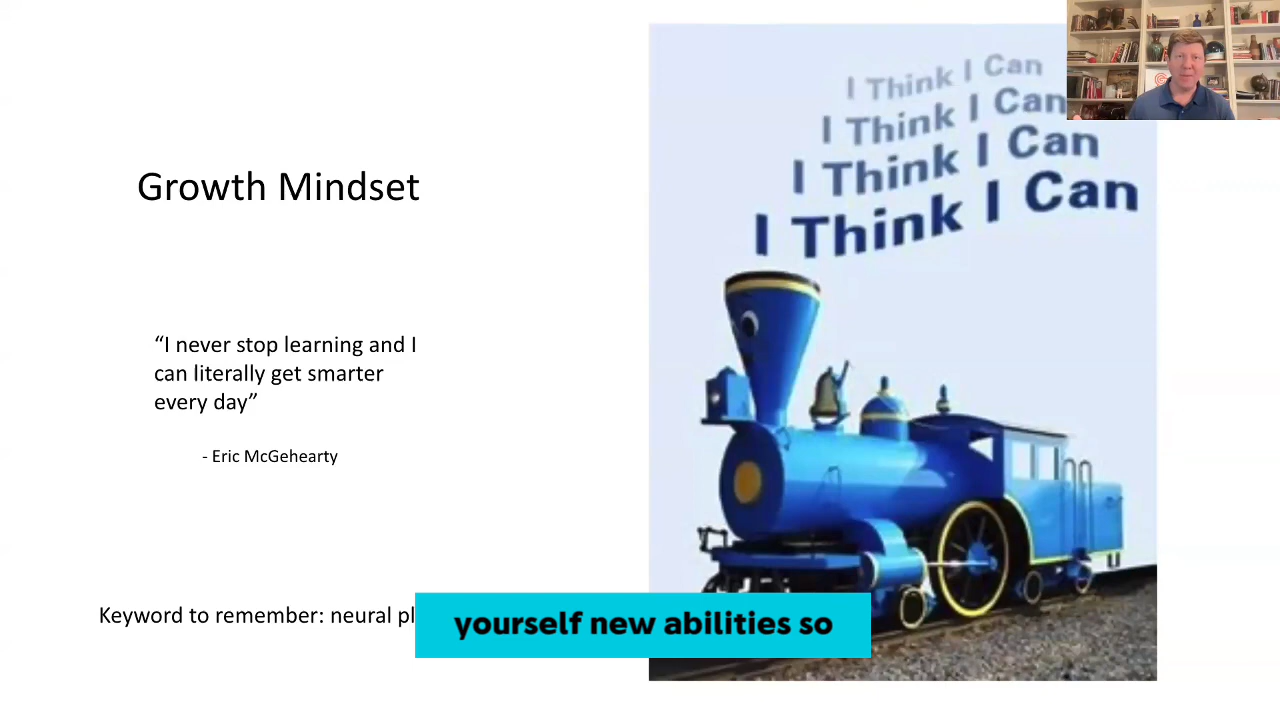 I Think I Can
I Think I Can
I Think I Can
I Think I Can
Growth Mindset
“I never stop learning and I
can literally get smarter
every day”
- Eric McGehearty
Keyword to remember: neural pl
yourself new abilities so